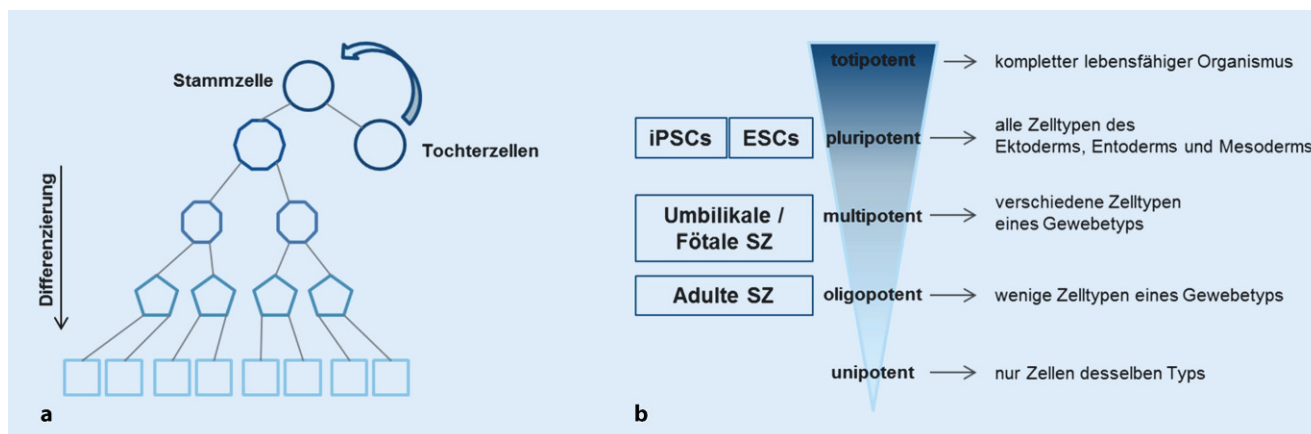 Stammzelle
Tochterzellen
Differenzierung
a
totipotent
kompletter lebensfähiger Organismus
iPSCs
ESCs
pluripotent
alle Zelltypen des
Ektoderms, Entoderms und Mesoderms
Umbilikale /
Fötale SZ
multipotent
verschiedene Zelltypen
eines Gewebetyps
Adulte SZ
oligopotent
wenige Zelltypen eines Gewebetyps
unipotent
nur Zellen desselben Typs
b